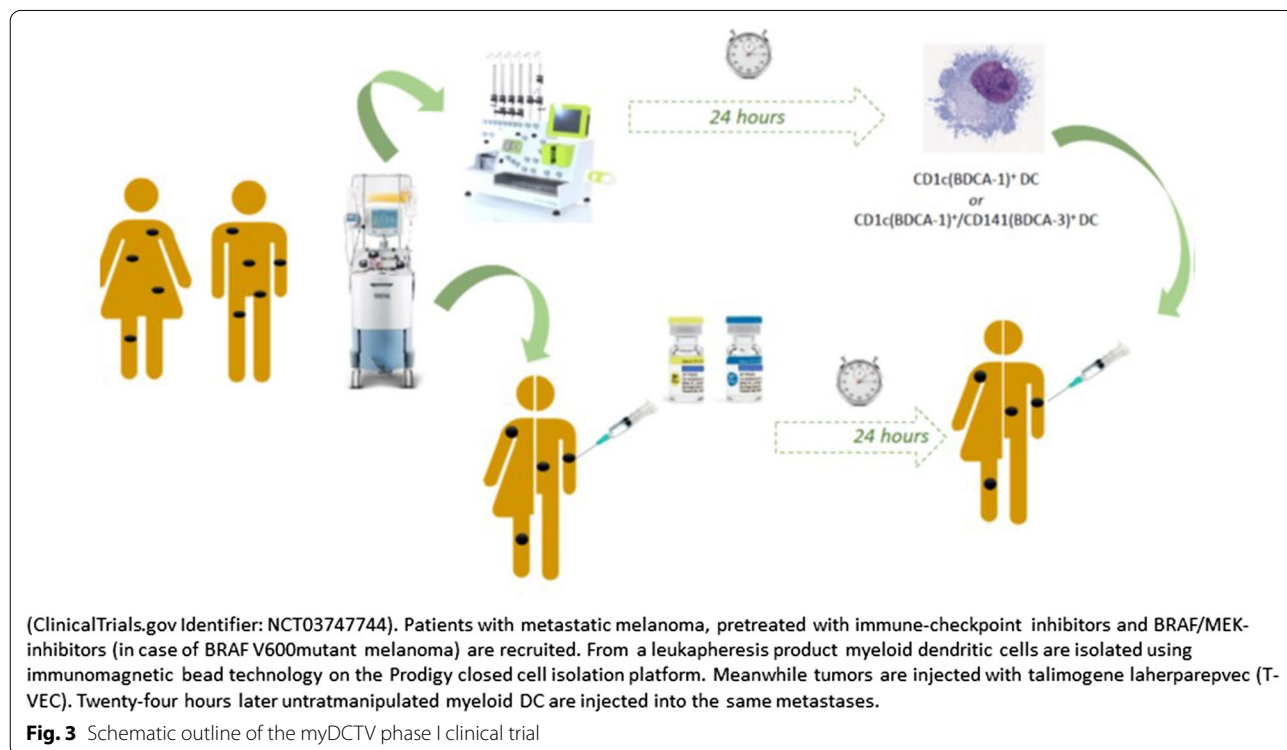 24 hours
CD1c(BDCA-1)⁺ DC
or
CD1c(BDCA-1)⁺/CD141(BDCA-3)⁺ DC
24 hours
(ClinicalTrials.gov Identifier: NCT03747744). Patients with metastatic melanoma, pretreated with immune-checkpoint inhibitors and BRAF/MEK-
inhibitors (in case of BRAF V600mutant melanoma) are recruited. From a leukapheresis product myeloid dendritic cells are isolated using
immunomagnetic bead technology on the Prodigy closed cell isolation platform. Meanwhile tumors are injected with talimogene laherparepvec (T-
VEC). Twenty-four hours later untratmanipulated myeloid DC are injected into the same metastases.
Fig. 3 Schematic outline of the myDCTV phase I clinical trial